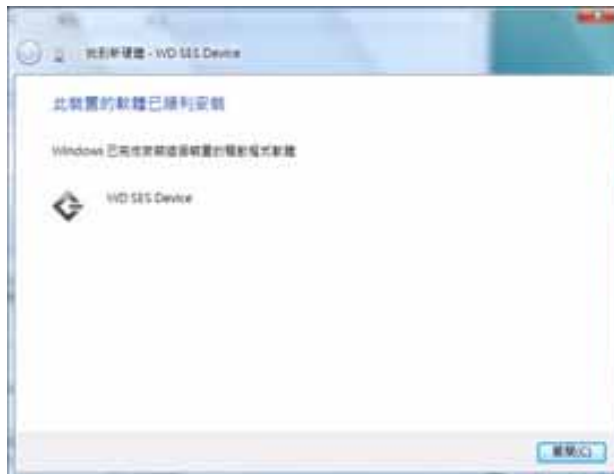 找到新硬體 - WD SES Device
此裝置的軟體已順利安裝
Windows 已完成安裝這個裝置的驅動程式軟體
WD SES Device
關閉(C)